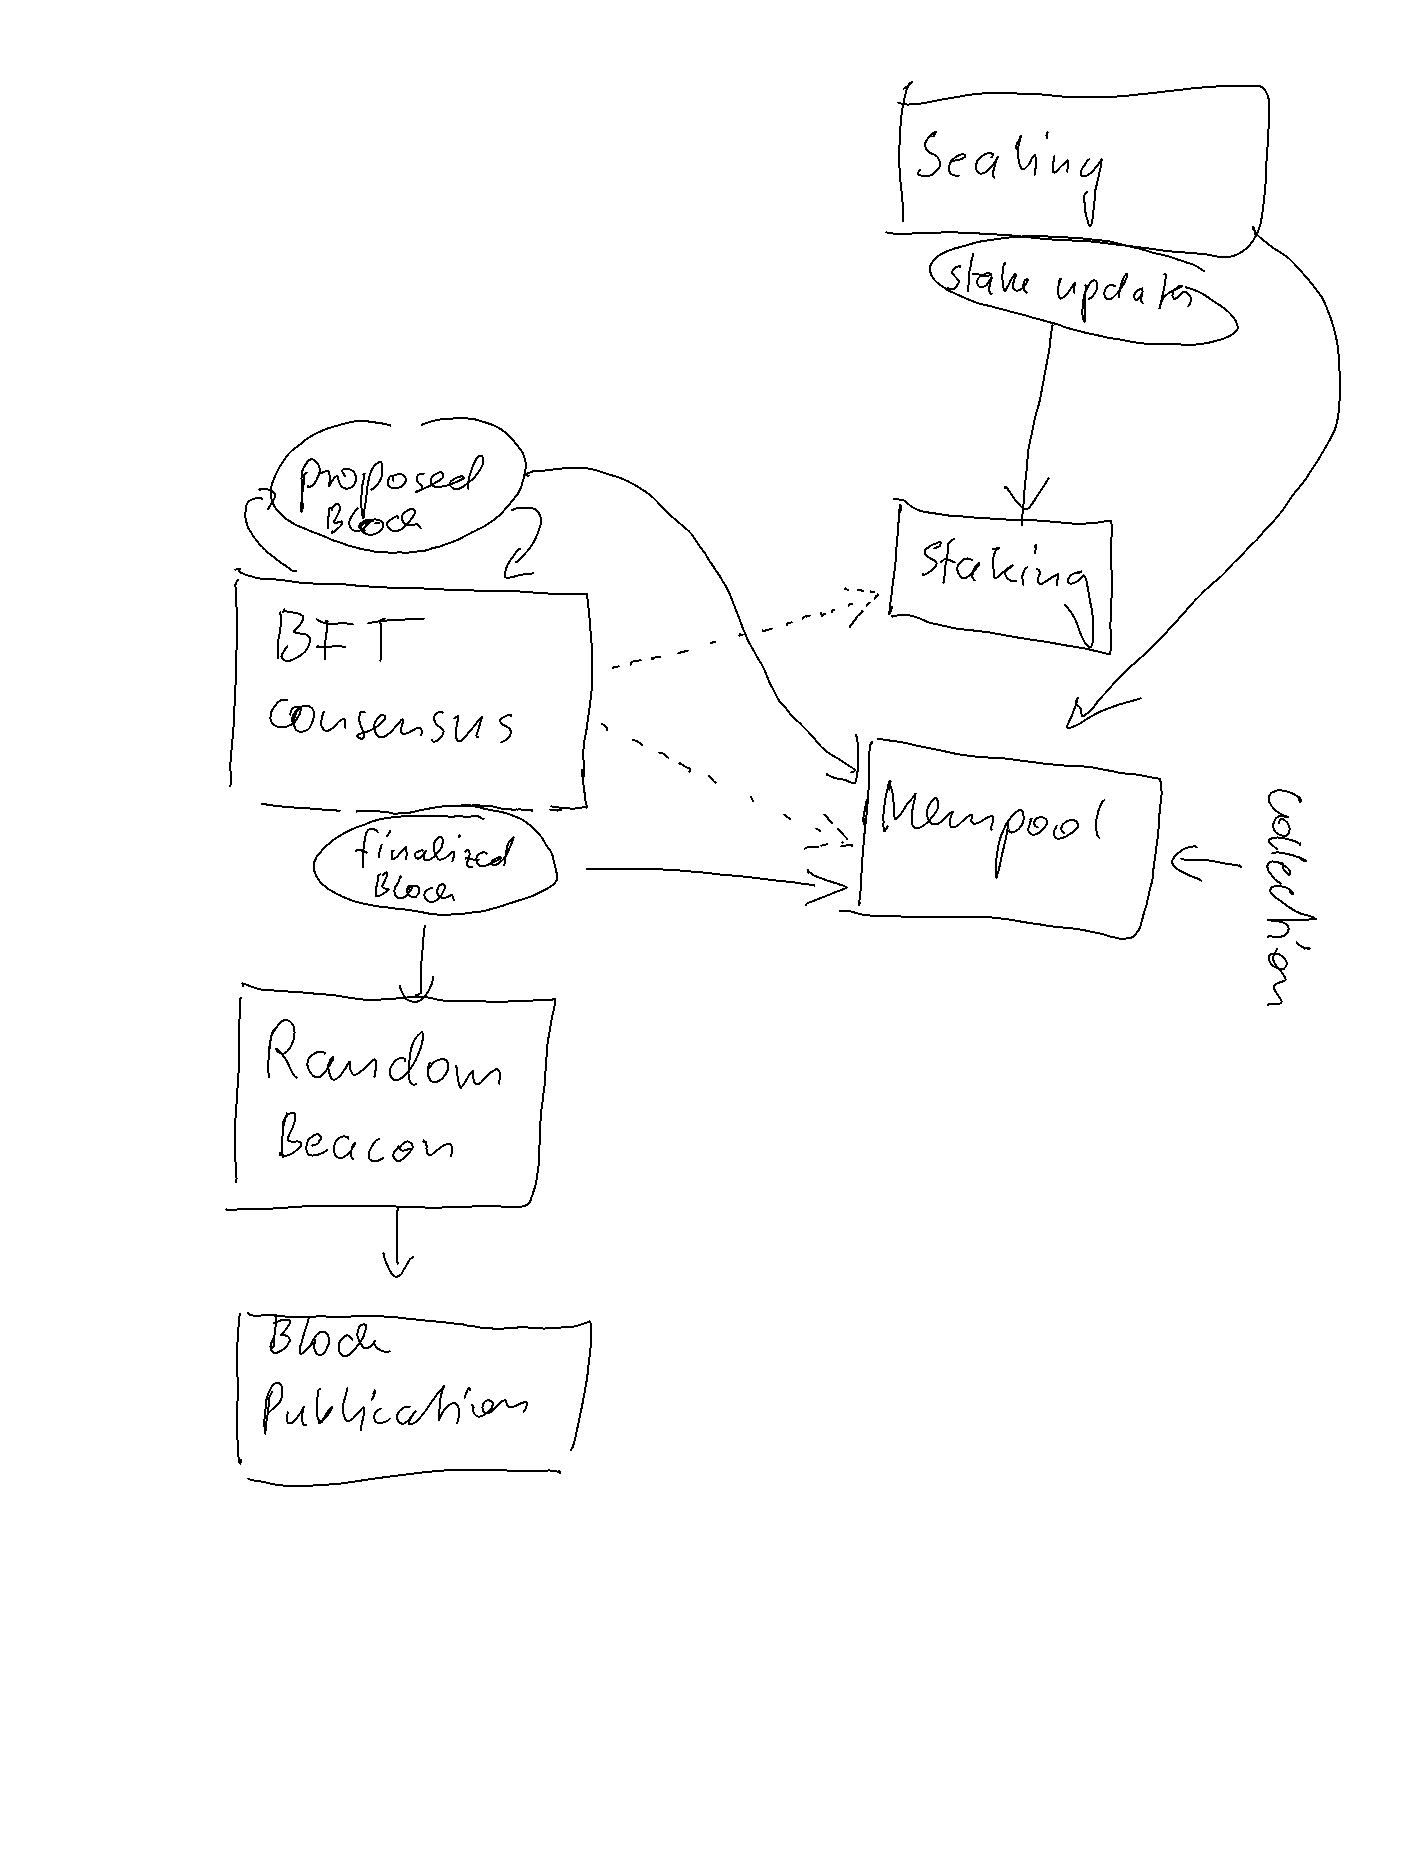 Sealing
stake updates
proposed
Block
Staking
BFT
consensus
Mempool
collection
finalized
Block
Random
Beacon
Block
Publication